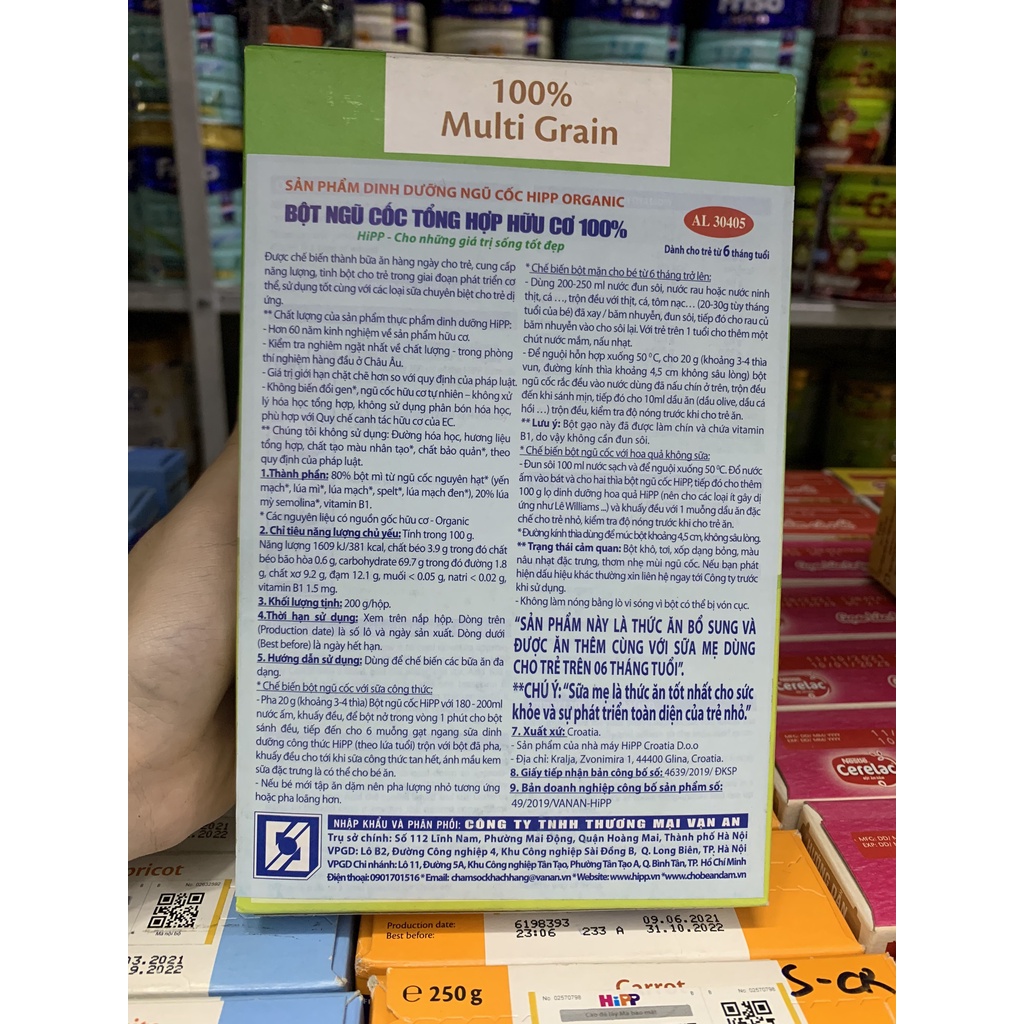 100%
Multi Grain
SẢN PHẨM DINH DƯỠNG NGŨ CỐC HIPP ORGANIC
BỘT NGŨ CỐC TỔNG HỢP HỮU CƠ 100%
HiPP - Cho những giá trị sống tốt đẹp
AL 30405
Dành cho trẻ từ 6 tháng tuổi
Được chế biến thành bữa ăn hàng ngày cho trẻ, cung cấp
năng lượng, tinh bột cho trẻ trong giai đoạn phát triển cơ
thể, sử dụng tốt cùng với các loại sữa chuyên biệt cho trẻ dị
ứng.
** Chất lượng của sản phẩm thực phẩm dinh dưỡng HiPP:
- Hơn 60 năm kinh nghiệm về sản phẩm hữu cơ.
- Kiểm tra nghiêm ngặt nhất về chất lượng - trong phòng
thí nghiệm hàng đầu ở Châu Âu.
- Giá trị giới hạn chặt chẽ hơn so với quy định của pháp luật.
- Không biến đổi gen*, ngũ cốc hữu cơ tự nhiên – không xử
lý hóa học tổng hợp, không sử dụng phân bón hóa học,
phù hợp với Quy chế canh tác hữu cơ của EC.
** Chúng tôi không sử dụng: Đường hóa học, hương liệu
tổng hợp, chất tạo màu nhân tạo*, chất bảo quản*, theo
quy định của pháp luật.
1.Thành phần: 80% bột mì từ ngũ cốc nguyên hạt* (yến
mạch*, lúa mì*, lúa mạch*, spelt*, lúa mạch đen*), 20% lúa
mỳ semolina*, vitamin B1.
* Các nguyên liệu có nguồn gốc hữu cơ - Organic
2. Chỉ tiêu năng lượng chủ yếu: Tính trong 100 g.
Năng lượng 1609 kJ/381 kcal, chất béo 3.9 g trong đó chất
béo bão hòa 0.6 g, carbohydrate 69.7 g trong đó đường 1.8
g, chất xơ 9.2 g, đạm 12.1 g, muối < 0.05 g, natri < 0.02 g,
vitamin B1 1.5 mg.
3. Khối lượng tịnh: 200 g/hộp.
4.Thời hạn sử dụng: Xem trên nắp hộp. Dòng trên
(Production date) là số lô và ngày sản xuất. Dòng dưới
(Best before) là ngày hết hạn.
5. Hướng dẫn sử dụng: Dùng để chế biến các bữa ăn đa
dạng.
* Chế biến bột ngũ cốc với sữa công thức:
- Pha 20 g (khoảng 3-4 thìa) Bột ngũ cốc HiPP với 180 - 200ml
nước ấm, khuấy đều, để bột nở trong vòng 1 phút cho bột
sánh đều, tiếp đến cho 6 muỗng gạt ngang sữa dinh
dưỡng công thức HiPP (theo lứa tuổi) trộn với bột đã pha,
khuấy đều cho tới khi sữa công thức tan hết, ánh mầu kem
sữa đặc trưng là có thể cho bé ăn.
- Nếu bé mới tập ăn dặm nên pha lượng nhỏ tương ứng
hoặc pha loãng hơn.
* Chế biến bột mặn cho bé từ 6 tháng trở lên:
- Dùng 200-250 ml nước đun sôi, nước rau hoặc nước ninh
thịt, cá ..., trộn đều với thịt, cá, tôm nạc... (20-30g tùy tháng
tuổi của bé) đã xay / băm nhuyễn, đun sôi, tiếp đó cho rau củ
băm nhuyễn vào cho sôi lại. Với trẻ trên 1 tuổi cho thêm một
chút nước mắm, nấu nhạt.
- Để nguội hỗn hợp xuống 50 °C, cho 20 g (khoảng 3-4 thìa
vun, đường kính thìa khoảng 4,5 cm không sâu lòng) bột
ngũ cốc rắc đều vào nước dùng đã nấu chín ở trên, trộn đều
đến khi sánh mịn, tiếp đó cho 10ml dầu ăn (dầu olive, dầu cá
hồi ...) trộn đều, kiểm tra độ nóng trước khi cho trẻ ăn.
** Lưu ý: Bột gạo này đã được làm chín và chứa vitamin
B1, do vậy không cần đun sôi.
* Chế biến bột ngũ cốc với hoa quả không sữa:
- Đun sôi 100 ml nước sạch và để nguội xuống 50 °C. Đổ nước
ấm vào bát và cho hai thìa bột ngũ cốc HiPP, tiếp đó cho thêm
100 g lọ dinh dưỡng hoa quả HiPP (nên cho các loại ít gây dị
ứng như Lê Williams ...) và khuấy đều với 1 muỗng dầu ăn đặc
chế cho trẻ nhỏ, kiểm tra độ nóng trước khi cho trẻ ăn.
* Đường kính thìa dùng để múc bột khoảng 4,5 cm, không sâu lòng.
** Trạng thái cảm quan: Bột khô, tơi, xốp dạng bỏng, màu
nâu nhạt đặc trưng, thơm nhẹ mùi ngũ cốc. Nếu bạn phát
hiện dấu hiệu khác thường xin liên hệ ngay tới Công ty trước
khi sử dụng.
- Không làm nóng bằng lò vi sóng vì bột có thể bị vón cục.
"SẢN PHẨM NÀY LÀ THỨC ĂN BỔ SUNG VÀ
ĐƯỢC ĂN THÊM CÙNG VỚI SỮA MẸ DÙNG
CHO TRẺ TRÊN 06 THÁNG TUỔI".
**CHÚ Ý: "Sữa mẹ là thức ăn tốt nhất cho sức
khỏe và sự phát triển toàn diện của trẻ nhỏ."
7. Xuất xứ: Croatia.
- Sản phẩm của nhà máy HiPP Croatia D.o.o
- Địa chỉ: Kralja, Zvonimira 1, 44400 Glina, Croatia.
8. Giấy tiếp nhận bản công bố số: 4639/2019/ ĐKSP
9. Bản doanh nghiệp công bố sản phẩm số:
49/2019/VANAN-HiPP
NHẬP KHẨU VÀ PHÂN PHỐI: CÔNG TY TNHH THƯƠNG MẠI VẠN AN
Trụ sở chính: Số 112 Lĩnh Nam, Phường Mai Động, Quận Hoàng Mai, Thành phố Hà Nội
VPGD: Lô B2, Đường Công nghiệp 4, Khu Công nghiệp Sài Đồng B, Q. Long Biên, TP. Hà Nội
VPGD Chi nhánh: Lô 11, Đường 5A, Khu Công nghiệp Tân Tạo, Phường Tân Tạo A, Q. Bình Tân, TP. Hồ Chí Minh
Điện thoại: 0901701516 * Email: chamsockhachhang@vanan.vn * Website: www.hipp.vn *www.chobeandam.vn
Production date: 6198393 09.06.2021
Best before: 23:06 233 A 31.10.2022
e 250 g
HiPP
Carrot
S-CR
Nestlé
Cerelac
Cerelac